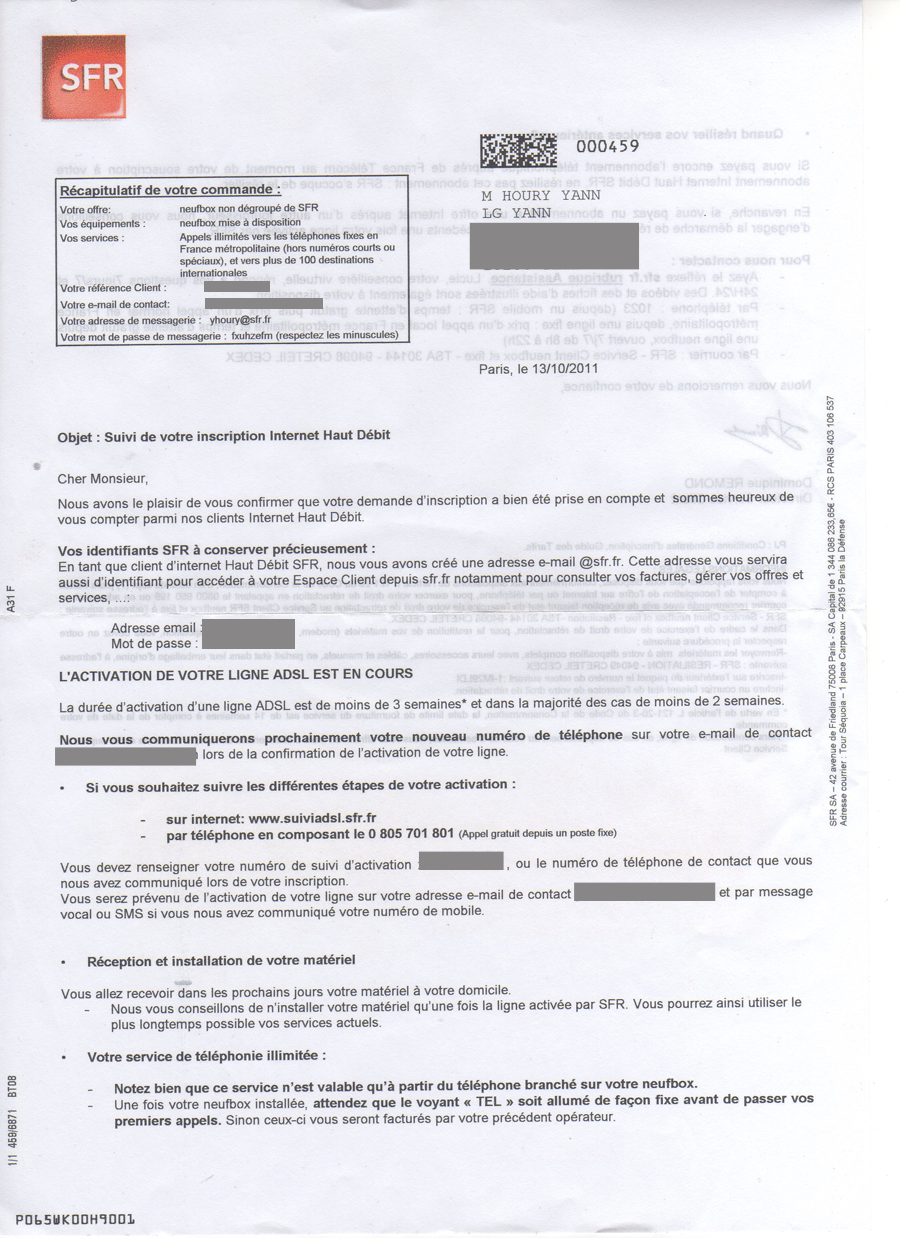 SFR
000459
M HOURY YANN
LG YANN
Récapitulatif de votre commande :
Votre offre: neufbox non dégroupé de SFR
Vos équipements : neufbox mise à disposition
Vos services : Appels illimités vers les téléphones fixes en
France métropolitaine (hors numéros courts ou
spéciaux), et vers plus de 100 destinations
internationales
Votre référence Client :
Votre e-mail de contact:
Votre adresse de messagerie : yhoury@sfr.fr
Votre mot de passe de messagerie : fxuhzefm (respectez les minuscules)
Paris, le 13/10/2011
Objet : Suivi de votre inscription Internet Haut Débit
Cher Monsieur,
Nous avons le plaisir de vous confirmer que votre demande d'inscription a bien été prise en compte et sommes heureux de
vous compter parmi nos clients Internet Haut Débit.
Vos identifiants SFR à conserver précieusement :
En tant que client d'internet Haut Débit SFR, nous vous avons créé une adresse e-mail @sfr.fr. Cette adresse vous servira
aussi d'identifiant pour accéder à votre Espace Client depuis sfr.fr notamment pour consulter vos factures, gérer vos offres et
services, ...:
Adresse email :
Mot de passe :
L'ACTIVATION DE VOTRE LIGNE ADSL EST EN COURS
La durée d'activation d'une ligne ADSL est de moins de 3 semaines* et dans la majorité des cas de moins de 2 semaines.
Nous vous communiquerons prochainement votre nouveau numéro de téléphone sur votre e-mail de contact
lors de la confirmation de l'activation de votre ligne.
• Si vous souhaitez suivre les différentes étapes de votre activation :
- sur internet: www.suiviadsl.sfr.fr
- par téléphone en composant le 0 805 701 801 (Appel gratuit depuis un poste fixe)
Vous devez renseigner votre numéro de suivi d'activation , ou le numéro de téléphone de contact que vous
nous avez communiqué lors de votre inscription.
Vous serez prévenu de l'activation de votre ligne sur votre adresse e-mail de contact et par message
vocal ou SMS si vous nous avez communiqué votre numéro de mobile.
• Réception et installation de votre matériel
Vous allez recevoir dans les prochains jours votre matériel à votre domicile.
- Nous vous conseillons de n'installer votre matériel qu'une fois la ligne activée par SFR. Vous pourrez ainsi utiliser le
plus longtemps possible vos services actuels.
• Votre service de téléphonie illimitée :
- Notez bien que ce service n'est valable qu'à partir du téléphone branché sur votre neufbox.
- Une fois votre neufbox installée, attendez que le voyant « TEL » soit allumé de façon fixe avant de passer vos
premiers appels. Sinon ceux-ci vous seront facturés par votre précédent opérateur.
SFR SA – 42 avenue de Friedland 75008 Paris - SA Capital de 1 344 086 233,65€ - RCS PARIS 403 106 537
Adresse courrier : Tour Séquoia – 1 place Carpeaux – 92915 Paris la Défense
A31 F
1/1 459/6871 BT08
P065WK00H9001